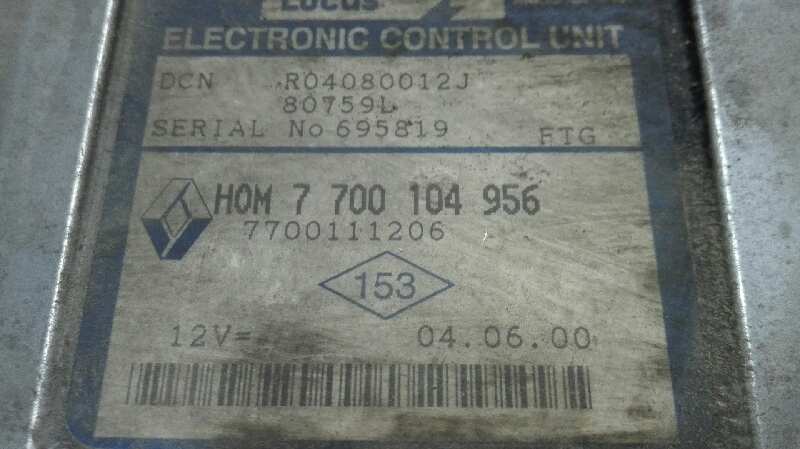 Lucas
ELECTRONIC CONTROL UNIT
DCN R04080012J
80759L
SERIAL No 695819 FTG
HOM 7 700 104 956
7700111206
153
12V=
04.06.00